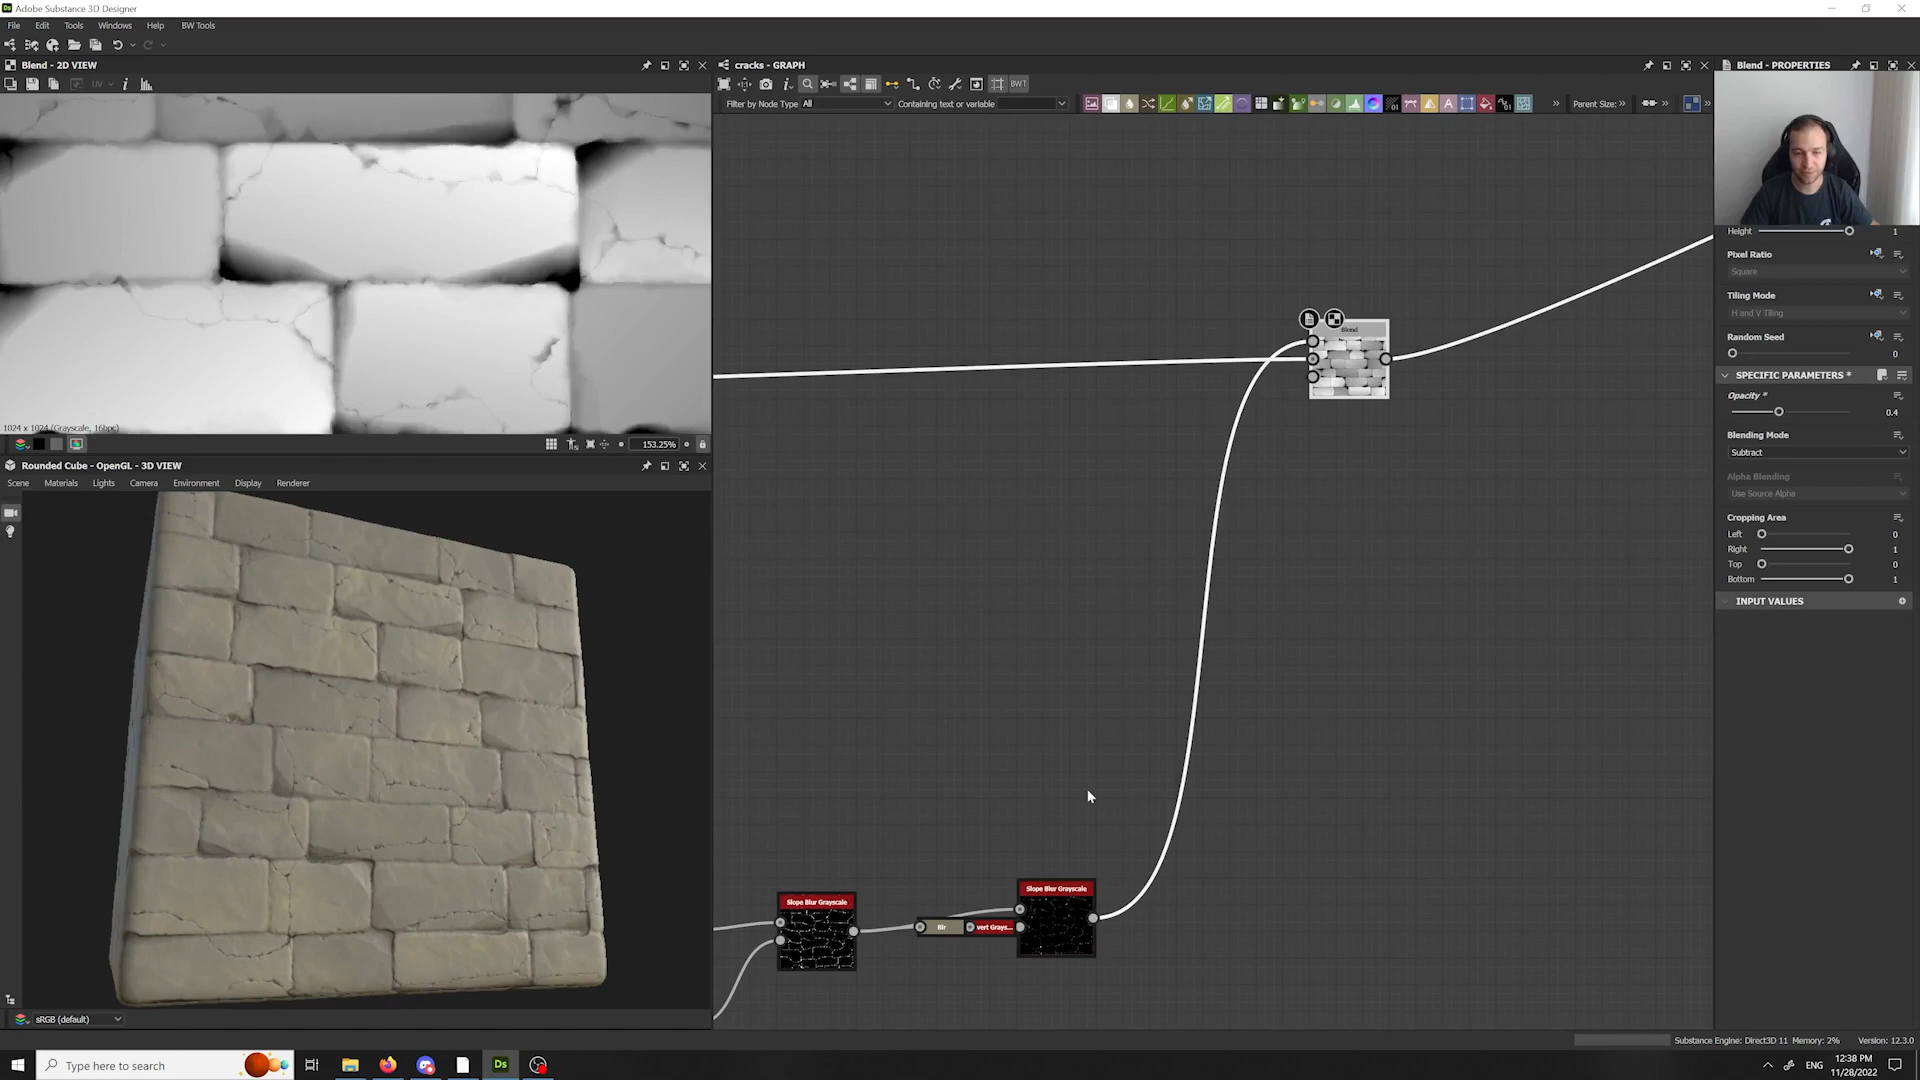 Ds Adobe Substance 3D Designer
File Edit Tools Windows Help BW Tools
Blend - 2D VIEW
UV
1024 x 1024 (Grayscale, 16bpc)
153.25%
Rounded Cube - OpenGL - 3D VIEW
Scene Materials Lights Camera Environment Display Renderer
sRGB (default)
cracks - GRAPH
BWT
Filter by Node Type All Containing text or variable
Parent Size:
Blend
Slope Blur Grayscale
Slope Blur Grayscale
vert Grays...
Blend - PROPERTIES
Height 1
Pixel Ratio
Square
Tiling Mode
H and V Tiling
Random Seed
0
SPECIFIC PARAMETERS *
Opacity *
0.4
Blending Mode
Subtract
Alpha Blending
Use Source Alpha
Cropping Area
Left 0
Right 1
Top 0
Bottom 1
INPUT VALUES
Substance Engine: Direct3D 11 Memory: 2% Version: 12.3.0
Type here to search
Ds
ENG
12:38 PM
11/28/2022